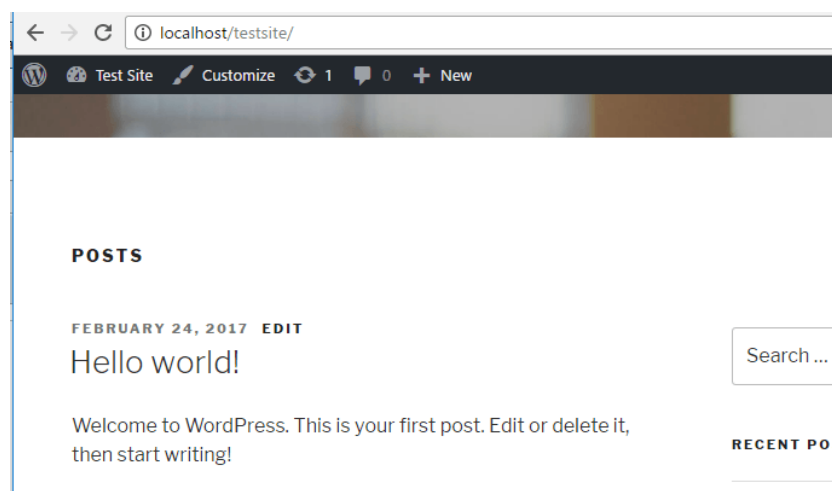 localhost/testsite/
Test Site Customize 1 0 New
POSTS
FEBRUARY 24, 2017 EDIT
Hello world!
Search ...
Welcome to WordPress. This is your first post. Edit or delete it,
then start writing!
RECENT PO